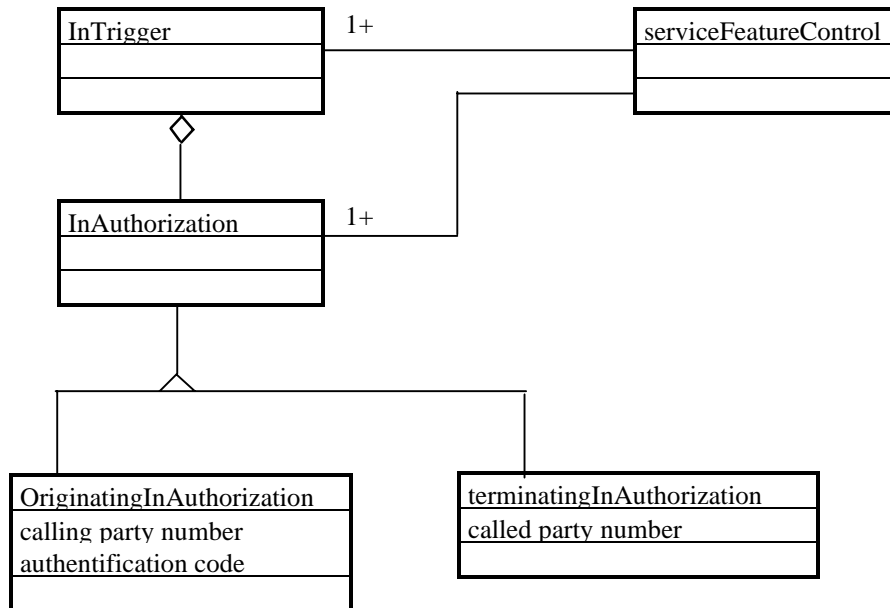 InTrigger
1+
serviceFeatureControl
InAuthorization
1+
OriginatingInAuthorization
calling party number
authentification code
terminatingInAuthorization
called party number